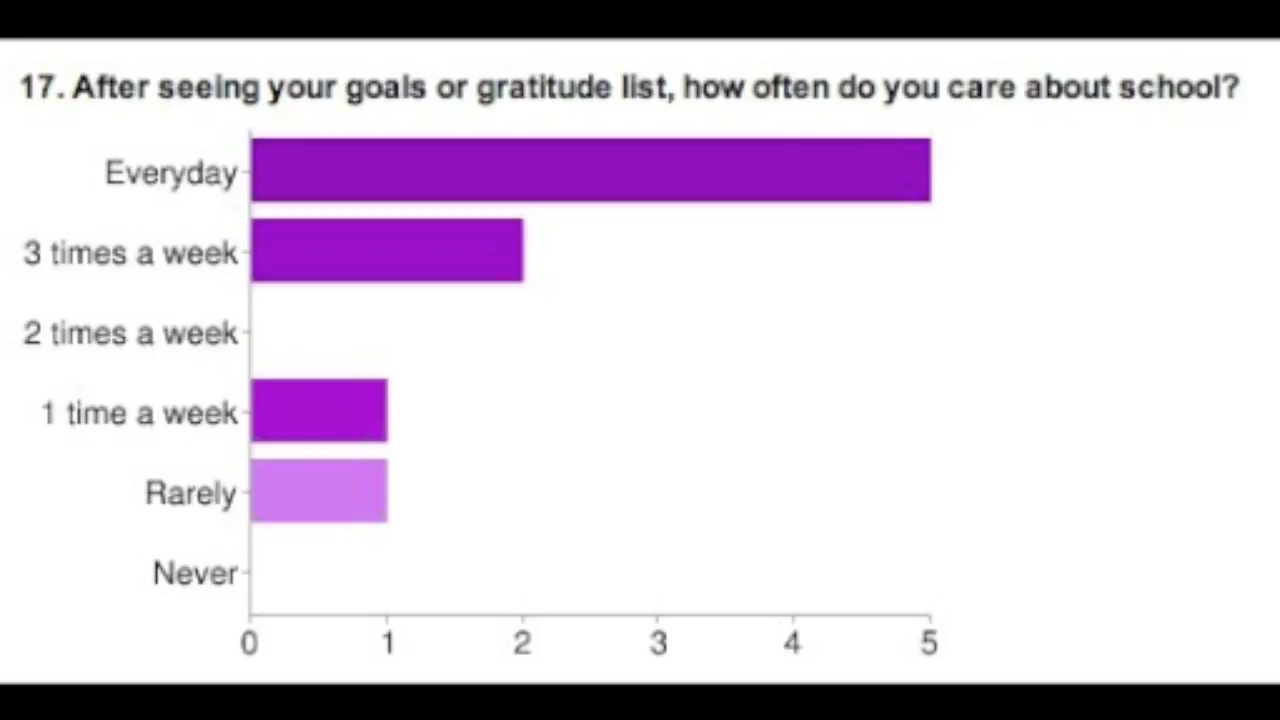 17. After seeing your goals or gratitude list, how often do you care about school?
Everyday
3 times a week
2 times a week
1 time a week
Rarely
Never
0 1 2 3 4 5